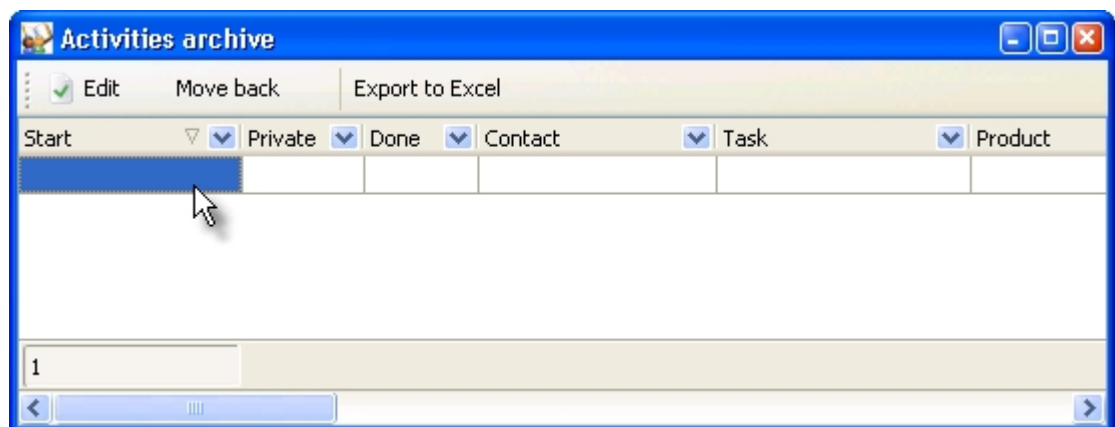 Activities archive
Edit Move back Export to Excel
Start Private Done Contact Task Product
1